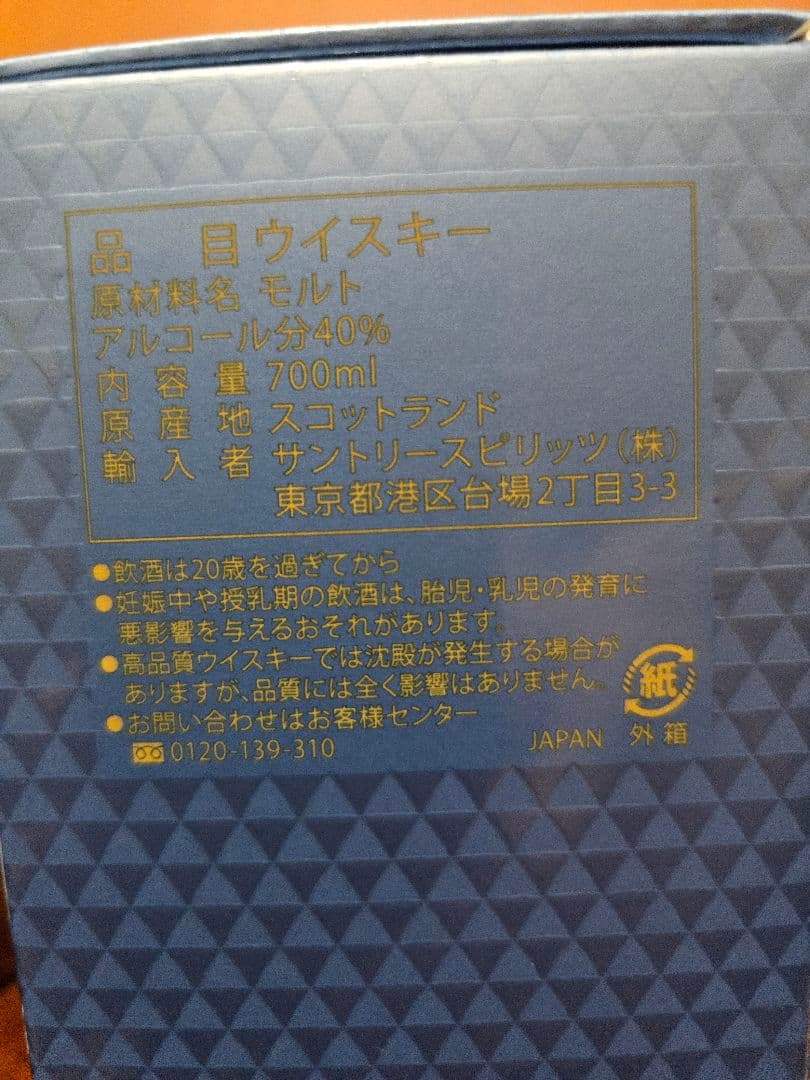 品 目 ウイスキー
原材料名 モルト
アルコール分40%
内 容 量 700ml
原 産 地 スコットランド
輸 入 者 サントリースピリッツ(株)
東京都港区台場2丁目3-3
●飲酒は20歳を過ぎてから
●妊娠中や授乳期の飲酒は、胎児・乳児の発育に
悪影響を与えるおそれがあります。
●高品質ウイスキーでは沈殿が発生する場合が
ありますが、品質には全く影響はありません。
紙
●お問い合わせはお客様センター
0120-139-310
JAPAN 外箱